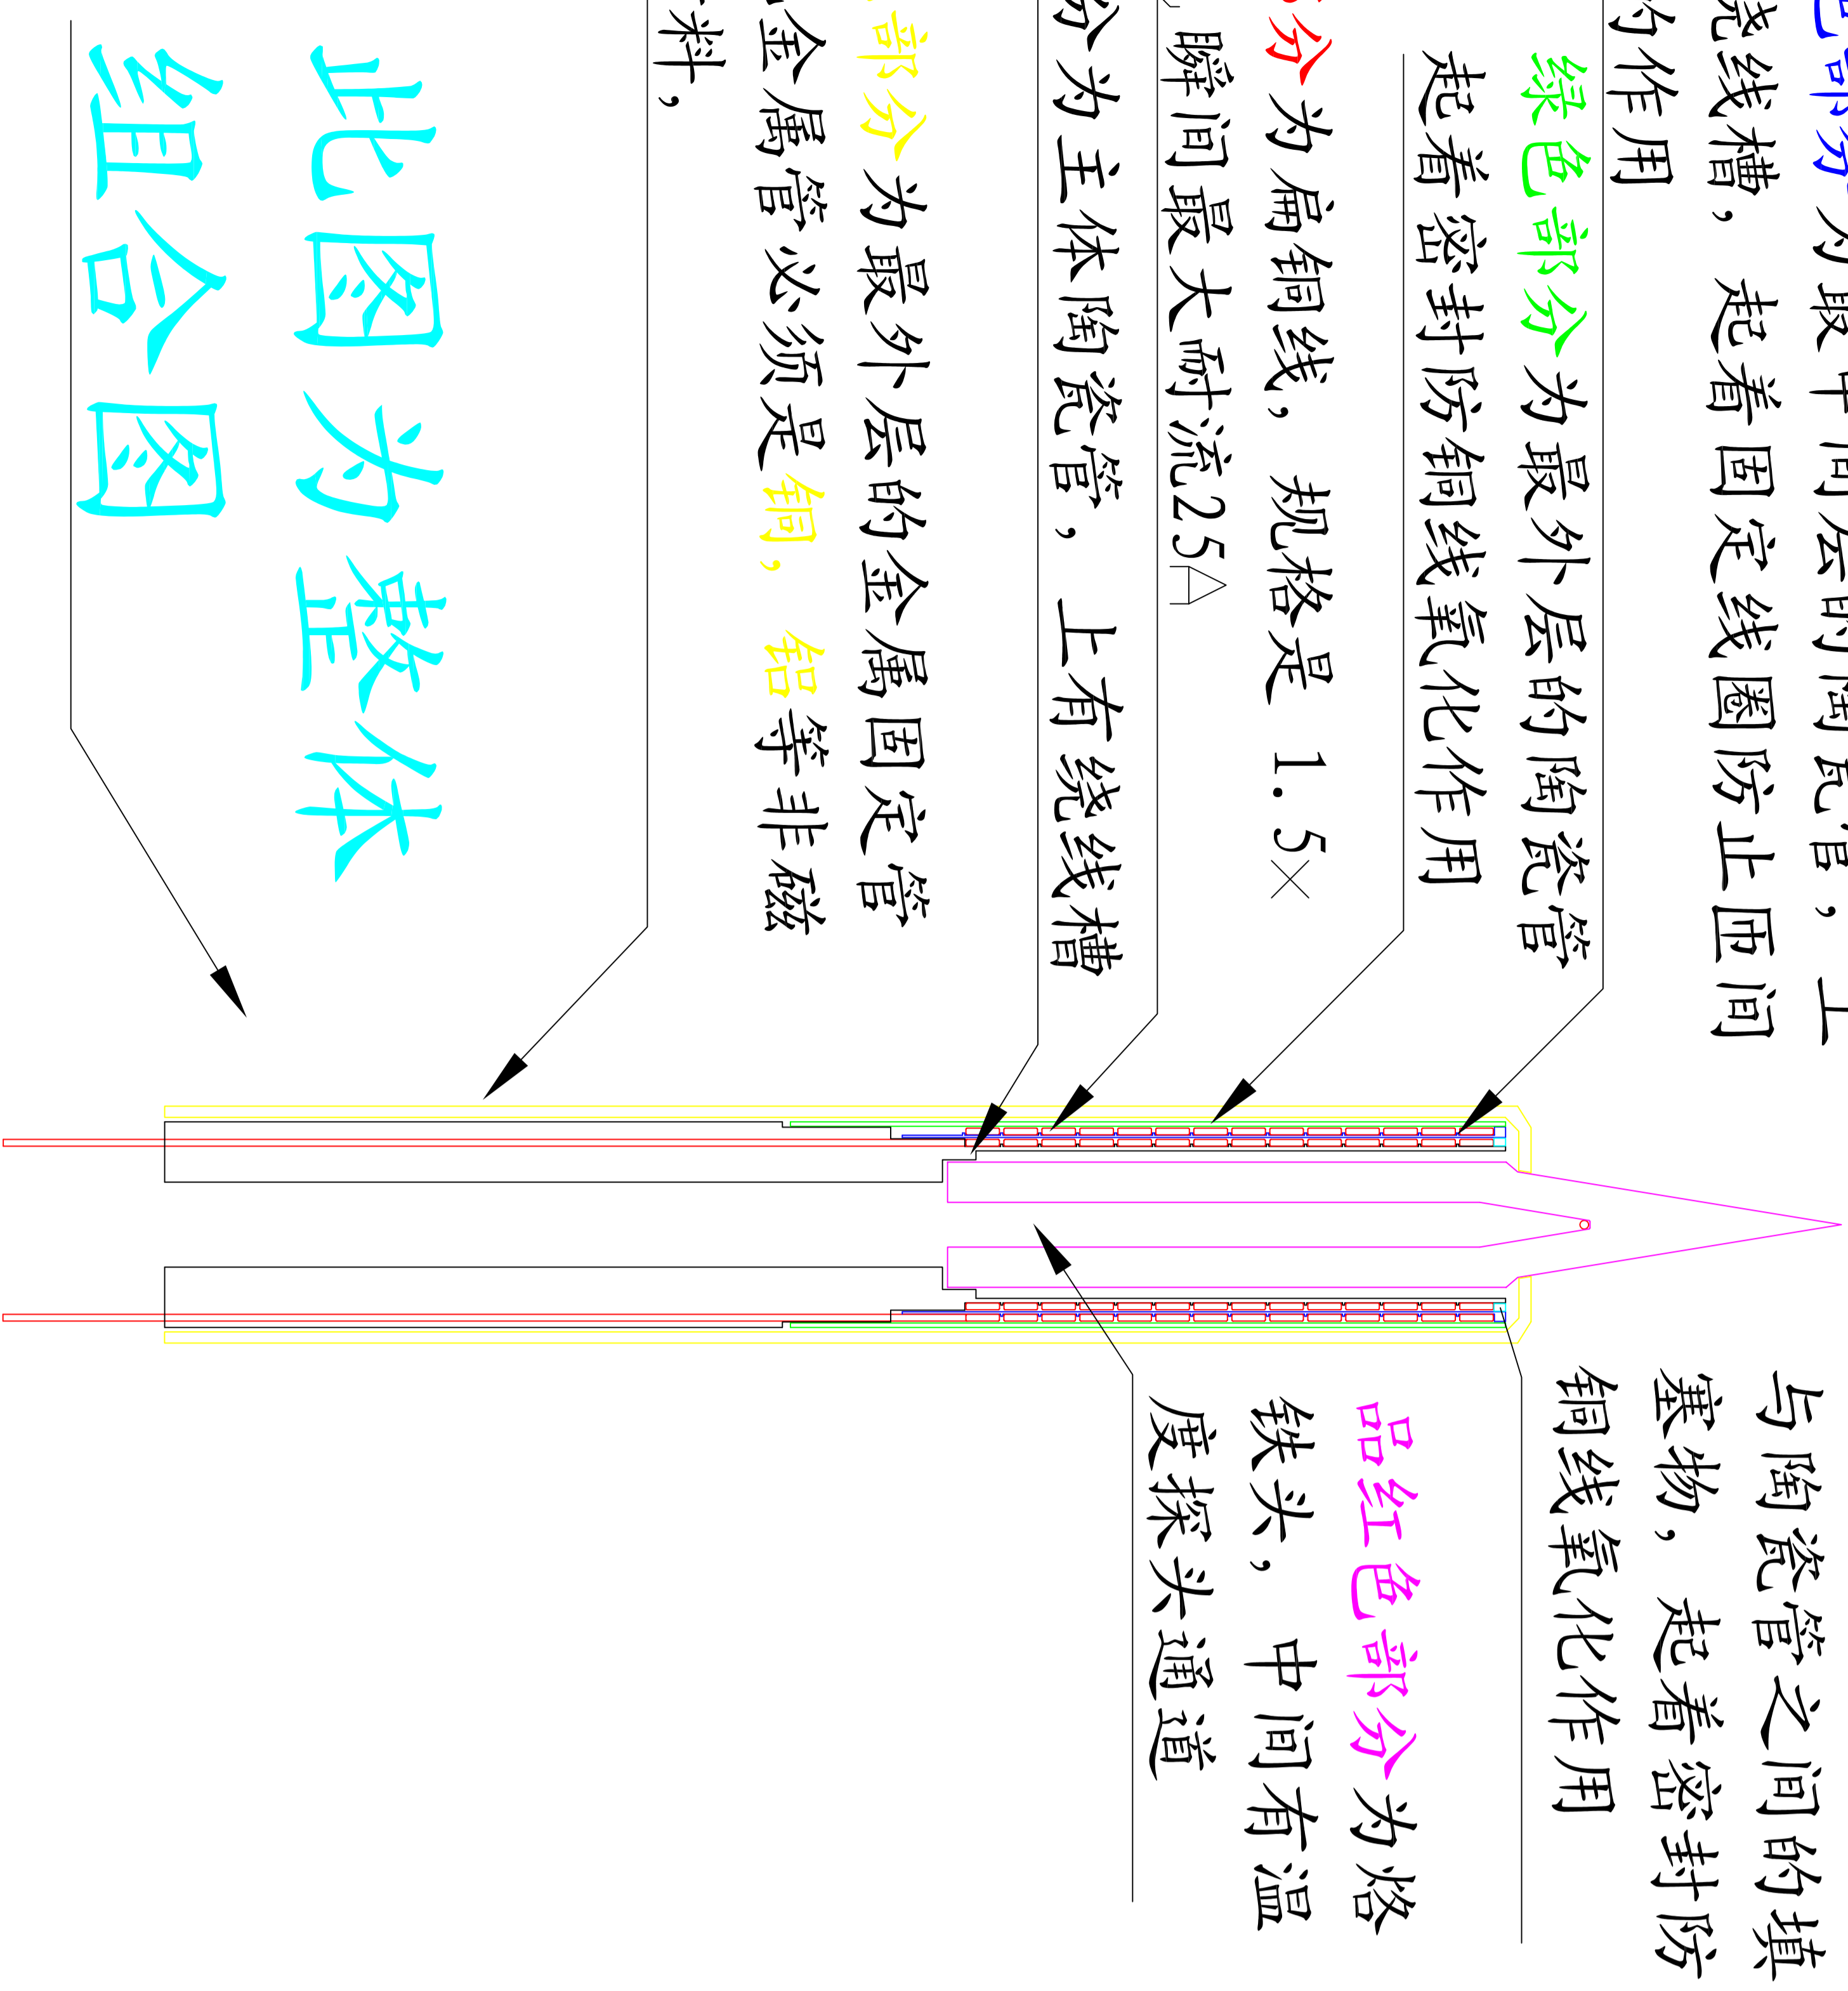 色部分为最中间层的陶瓷管，上
绕线槽，起着固定线圈防止匝间
的作用
绿色部分为最外层的陶瓷管
起着密封防铜线氧化作用
分为扁铜线，规格是 1.5×
瞬间最大耐流25A
分为主体陶瓷管，上有绕线槽
部分为最外层的金属固定管
金属管必须是铜，铝等非磁
料，
此图为整体
组合图
与陶瓷管之间的填
塞物，起着密封防
铜线氧化作用
品红色部分为烙
铁头，中间有温
度探头通道